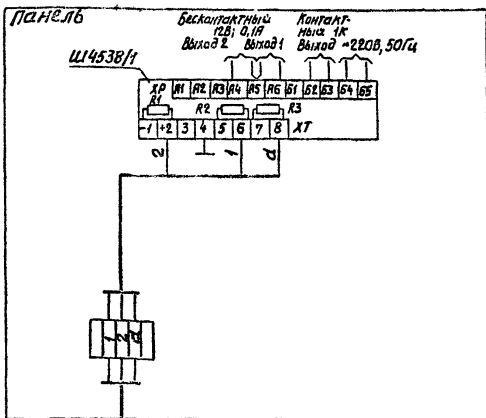 Панель
Бесконтактный
12В; 0,1А
Выход 2 Выход 1
Контакт-
ный 1К
Выход ~220В, 50Гц
Ш4538/1
ХР А1 А2 А3 А4 А5 А6 Б1 Б2 Б3 Б4 Б5
R1 R2 R3
-1 +2 3 4 5 6 7 8 ХТ
2 1 d
1 2 d